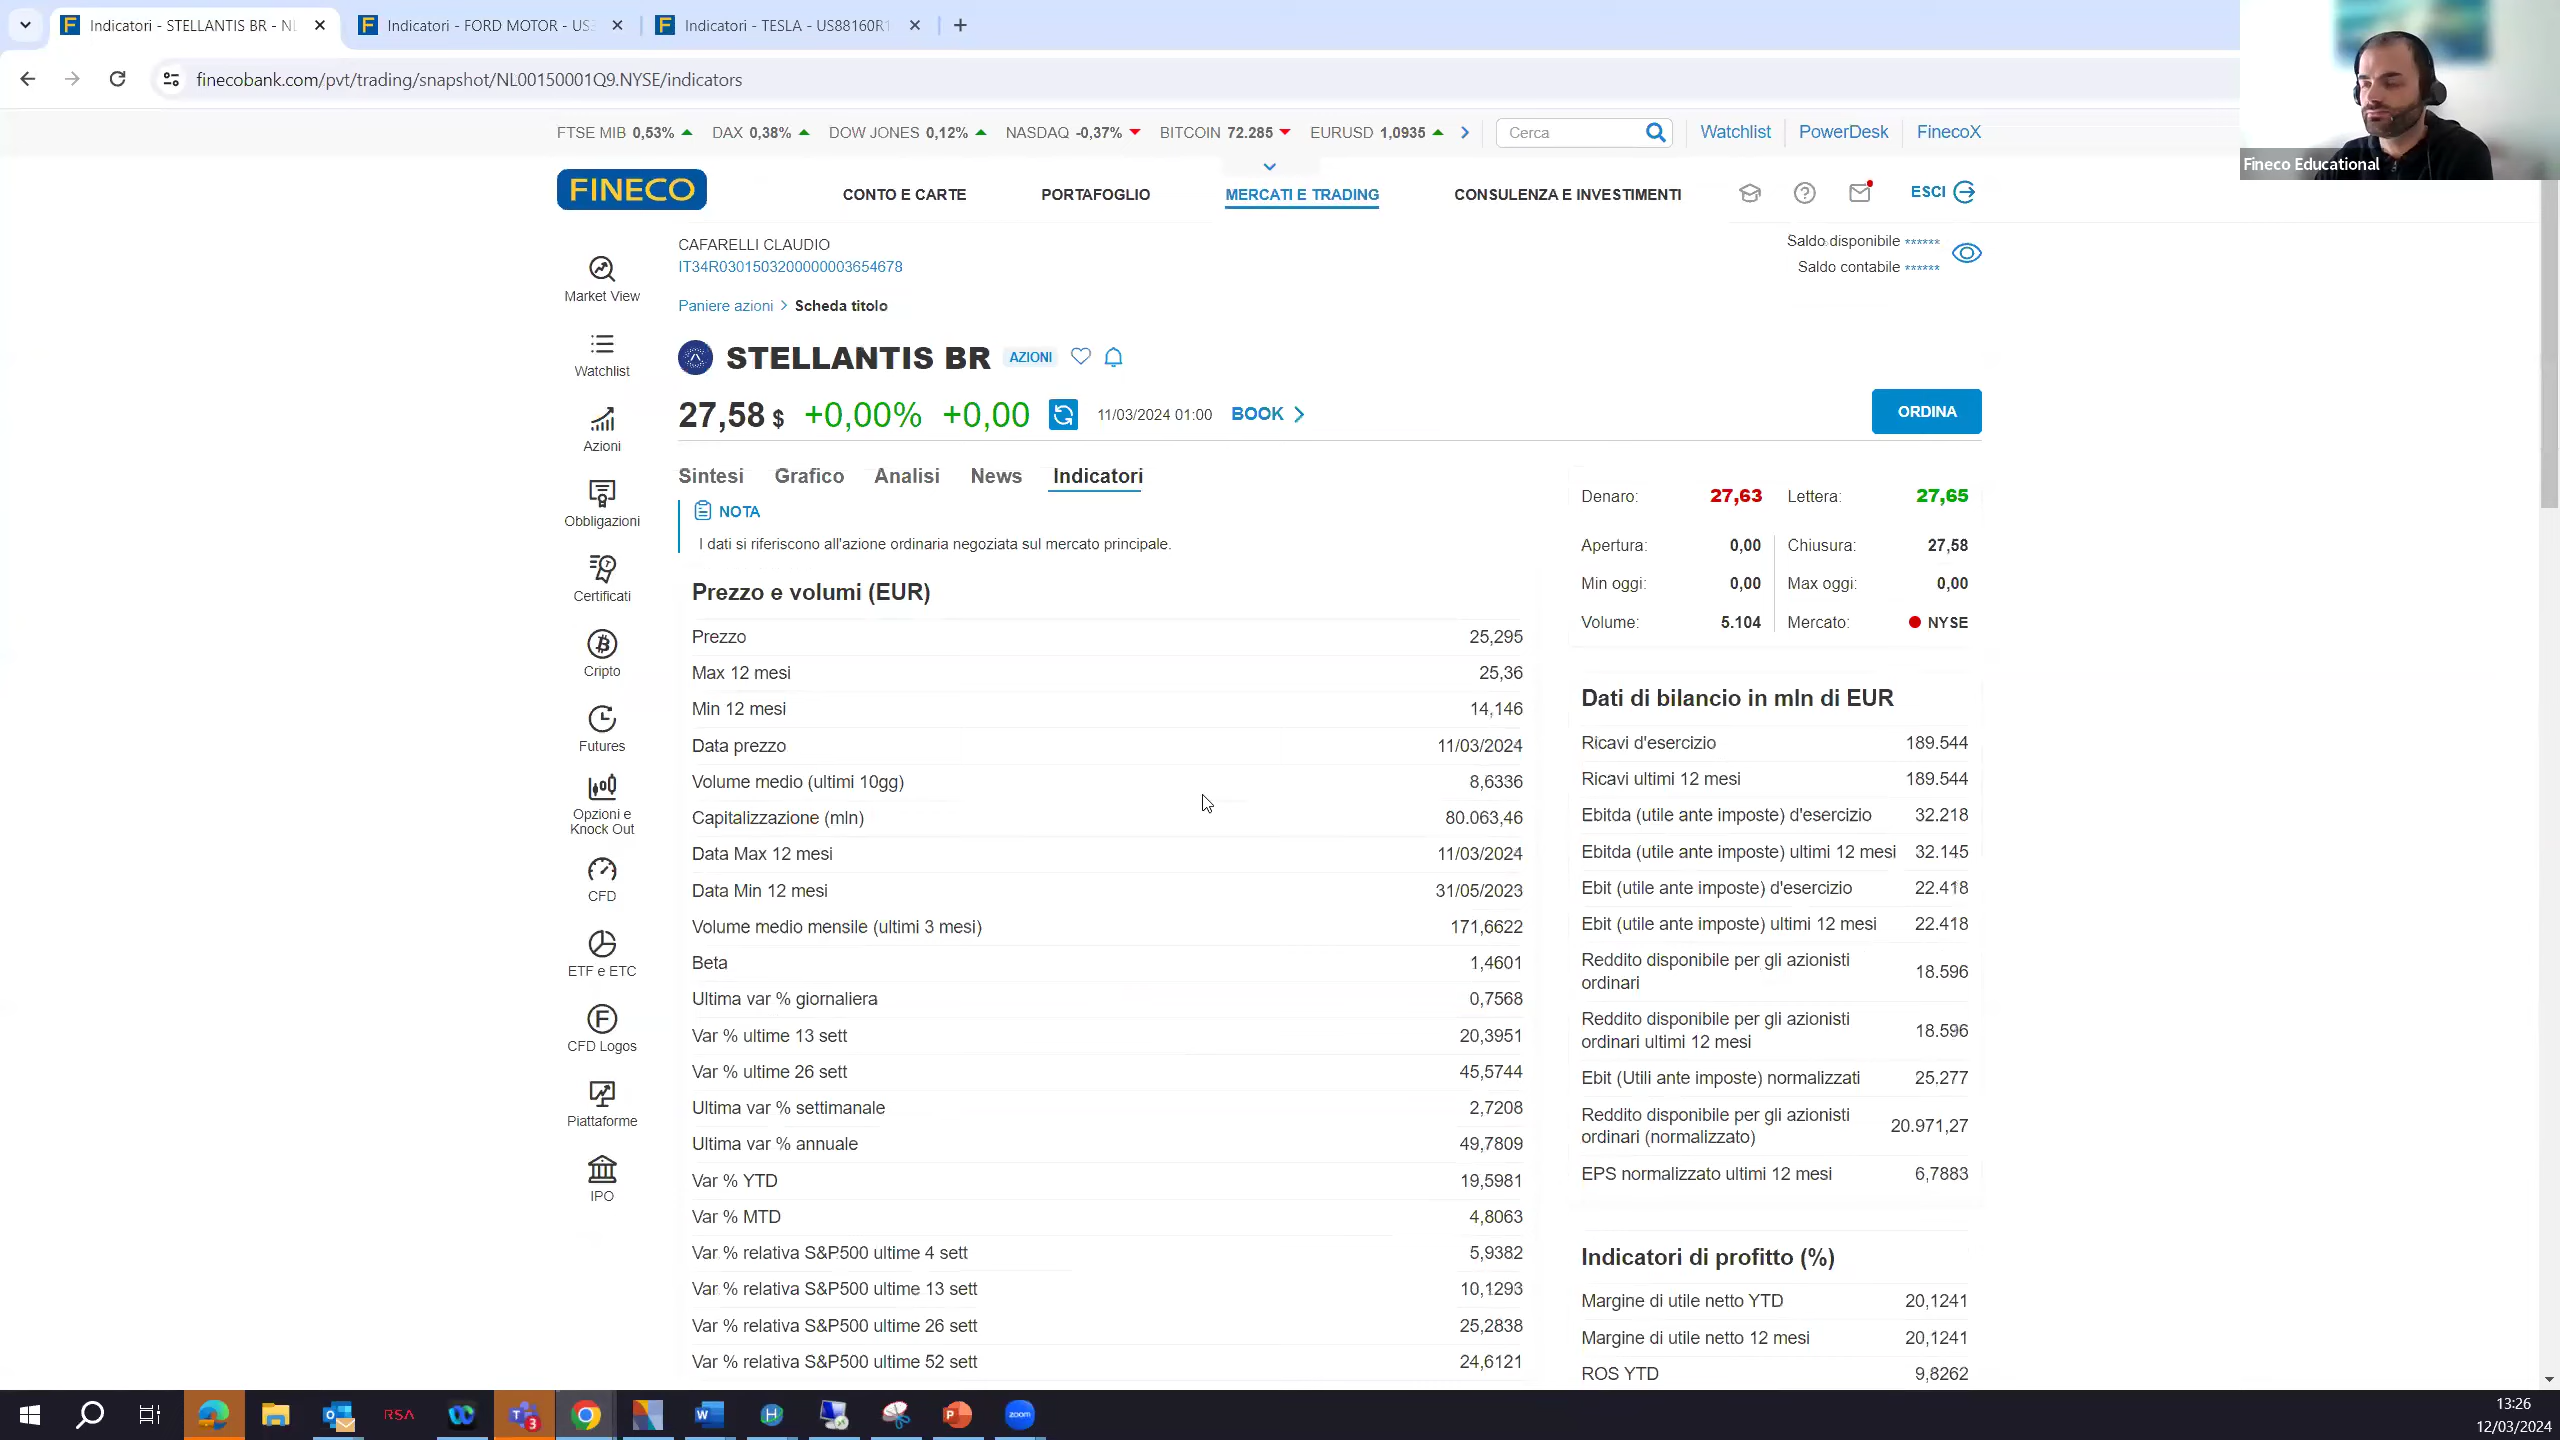 Indicatori - STELLANTIS BR - NL
Indicatori - FORD MOTOR - US3
Indicatori - TESLA - US88160R1
finecobank.com/pvt/trading/snapshot/NL00150001Q9.NYSE/indicators
FTSE MIB 0,53% DAX 0,38% DOW JONES 0,12% NASDAQ -0,37% BITCOIN 72.285 EURUSD 1,0935
Cerca
Watchlist
PowerDesk
FinecoX
Fineco Educational
FINECO
CONTO E CARTE
PORTAFOGLIO
MERCATI E TRADING
CONSULENZA E INVESTIMENTI
ESCI
CAFARELLI CLAUDIO
IT34R0301503200000003654678
Saldo disponibile ******
Saldo contabile ******
Market View
Watchlist
Azioni
Obbligazioni
Certificati
Cripto
Futures
Opzioni e
Knock Out
CFD
ETF e ETC
CFD Logos
Piattaforme
IPO
Paniere azioni > Scheda titolo
STELLANTIS BR AZIONI
27,58 $ +0,00% +0,00 11/03/2024 01:00 BOOK
ORDINA
Sintesi Grafico Analisi News Indicatori
NOTA
I dati si riferiscono all'azione ordinaria negoziata sul mercato principale.
Prezzo e volumi (EUR)
Prezzo 25,295
Max 12 mesi 25,36
Min 12 mesi 14,146
Data prezzo 11/03/2024
Volume medio (ultimi 10gg) 8,6336
Capitalizzazione (mln) 80.063,46
Data Max 12 mesi 11/03/2024
Data Min 12 mesi 31/05/2023
Volume medio mensile (ultimi 3 mesi) 171,6622
Beta 1,4601
Ultima var % giornaliera 0,7568
Var % ultime 13 sett 20,3951
Var % ultime 26 sett 45,5744
Ultima var % settimanale 2,7208
Ultima var % annuale 49,7809
Var % YTD 19,5981
Var % MTD 4,8063
Var % relativa S&P500 ultime 4 sett 5,9382
Var % relativa S&P500 ultime 13 sett 10,1293
Var % relativa S&P500 ultime 26 sett 25,2838
Var % relativa S&P500 ultime 52 sett 24,6121
Denaro: 27,63 Lettera: 27,65
Apertura: 0,00 Chiusura: 27,58
Min oggi: 0,00 Max oggi: 0,00
Volume: 5.104 Mercato: NYSE
Dati di bilancio in mln di EUR
Ricavi d'esercizio 189.544
Ricavi ultimi 12 mesi 189.544
Ebitda (utile ante imposte) d'esercizio 32.218
Ebitda (utile ante imposte) ultimi 12 mesi 32.145
Ebit (utile ante imposte) d'esercizio 22.418
Ebit (utile ante imposte) ultimi 12 mesi 22.418
Reddito disponibile per gli azionisti
ordinari 18.596
Reddito disponibile per gli azionisti
ordinari ultimi 12 mesi 18.596
Ebit (Utili ante imposte) normalizzati 25.277
Reddito disponibile per gli azionisti
ordinari (normalizzato) 20.971,27
EPS normalizzato ultimi 12 mesi 6,7883
Indicatori di profitto (%)
Margine di utile netto YTD 20,1241
Margine di utile netto 12 mesi 20,1241
ROS YTD 9,8262
RSA
zoom
13:26
12/03/2024